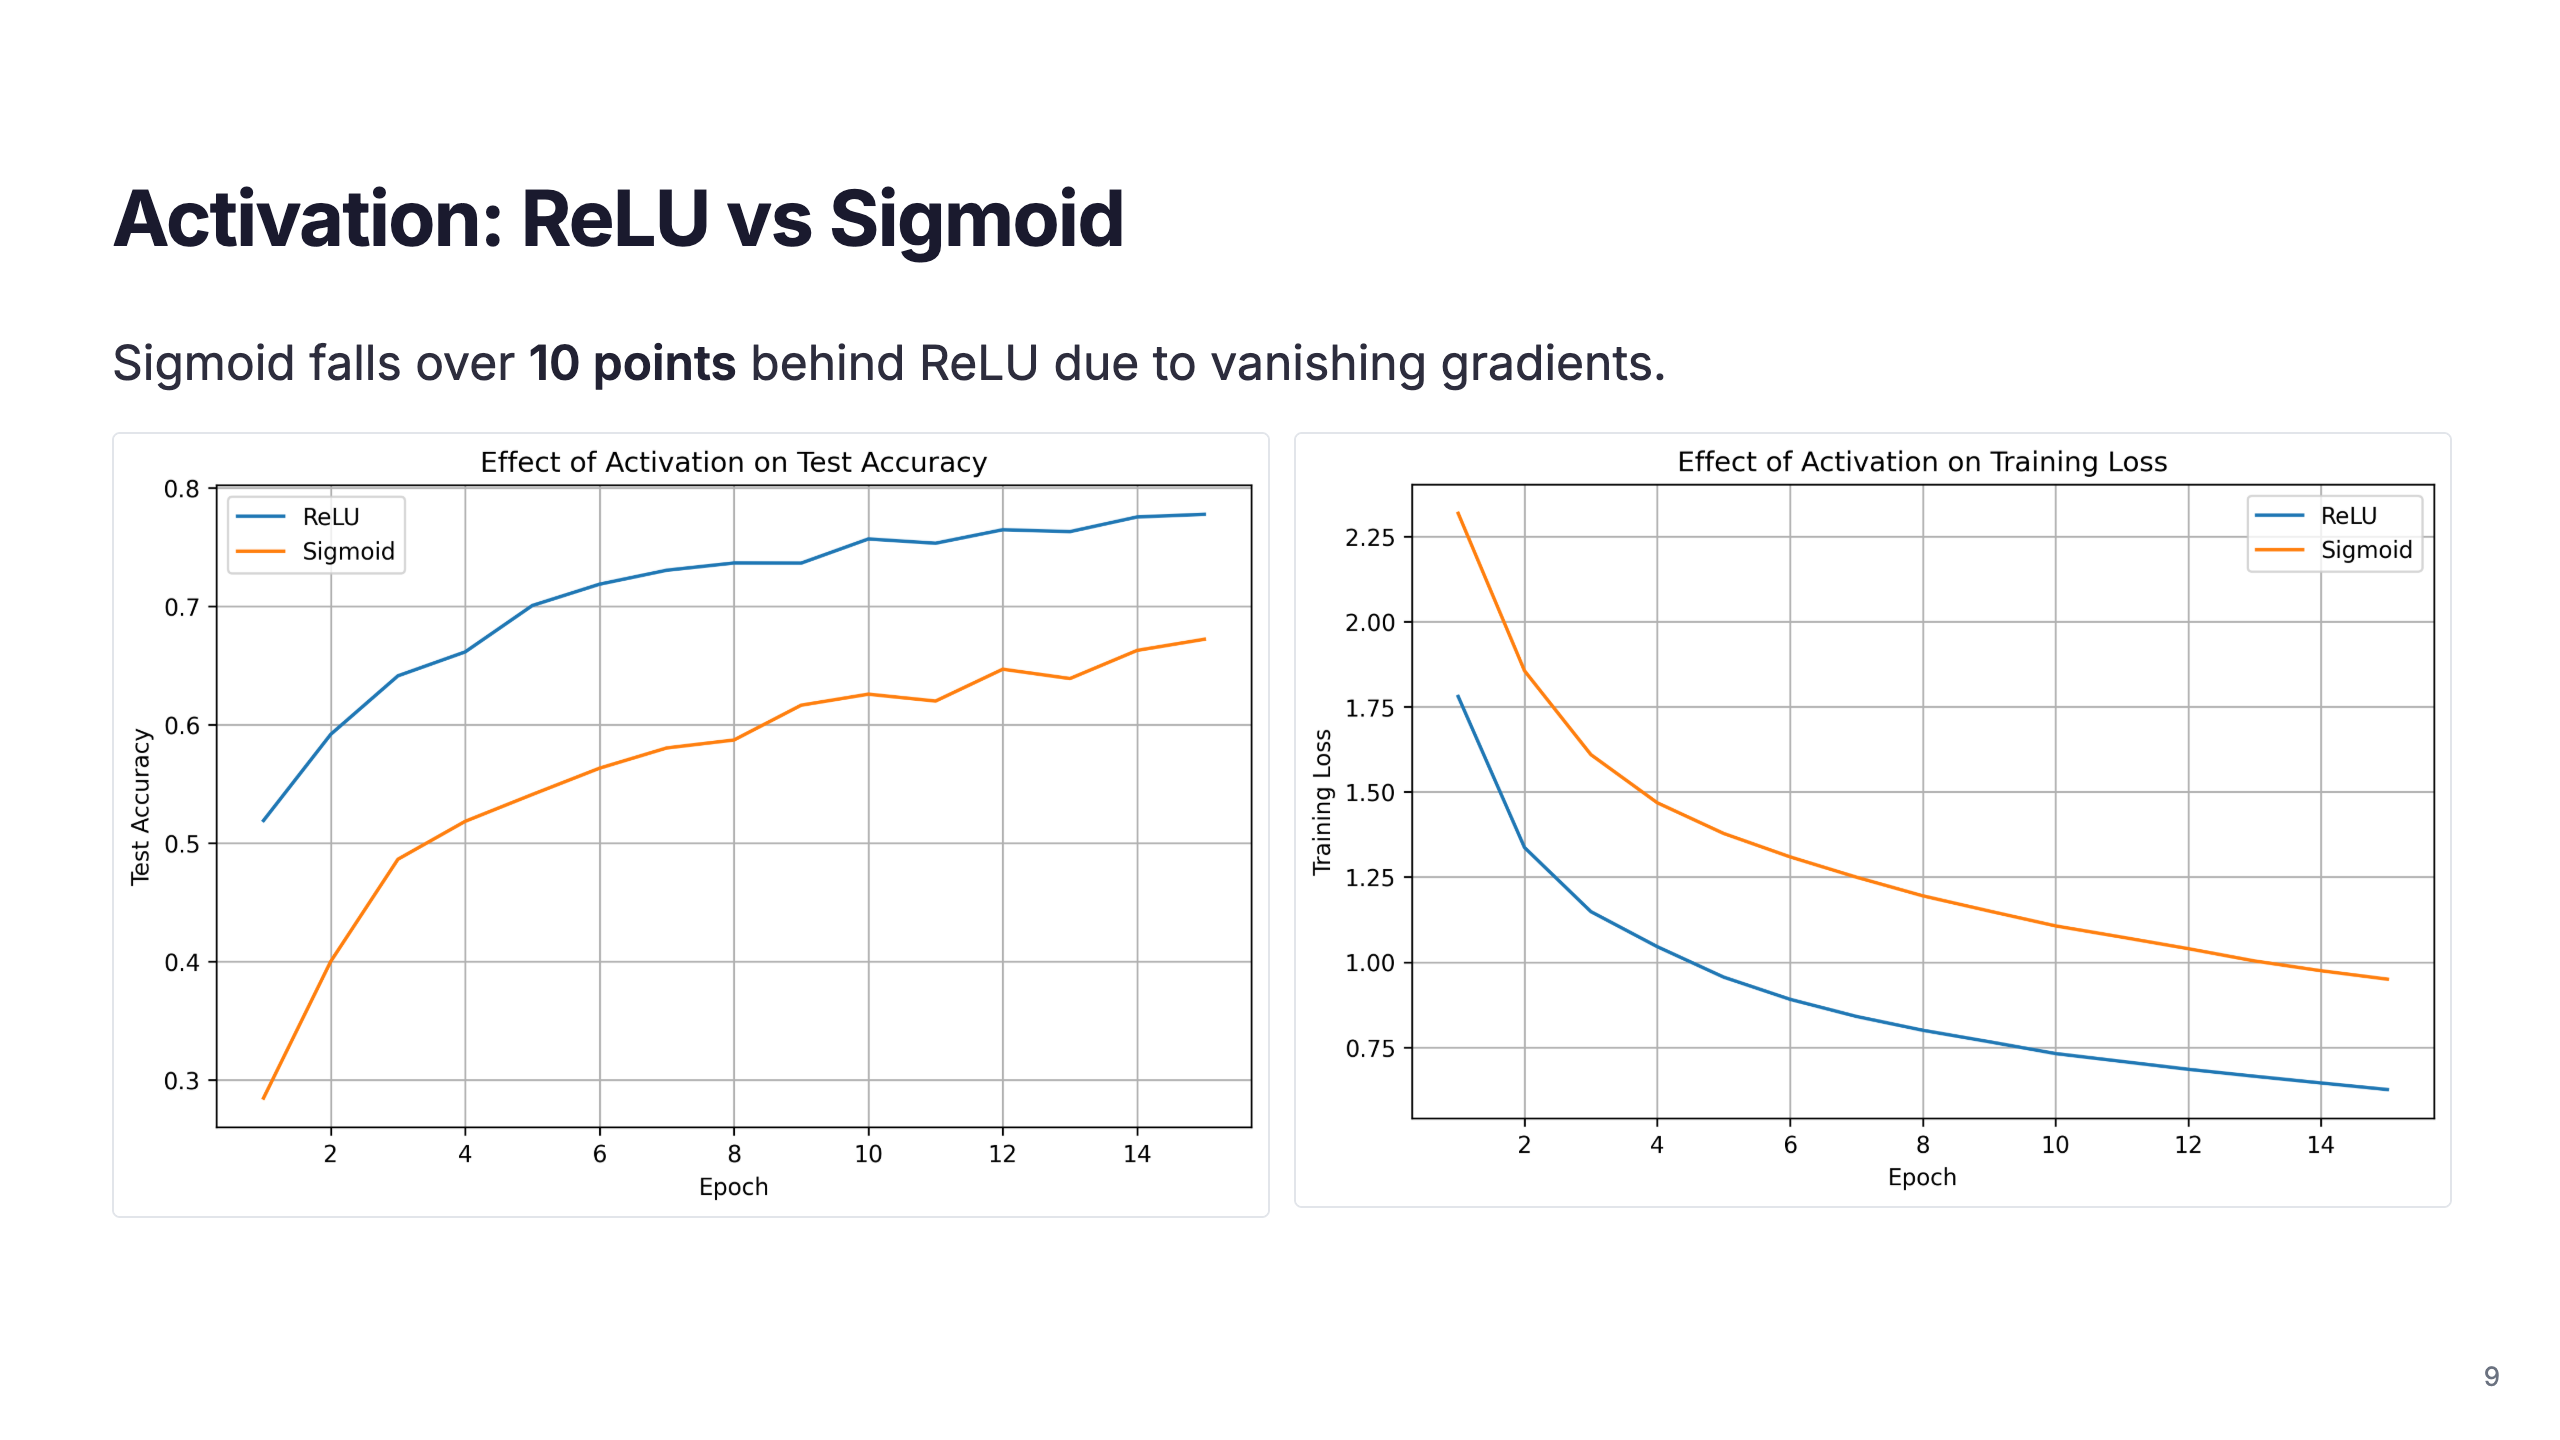 Activation: ReLU vs Sigmoid
Sigmoid falls over 10 points behind ReLU due to vanishing gradients.
Effect of Activation on Test Accuracy
ReLU
Sigmoid
Test Accuracy
0.8
0.7
0.6
0.5
0.4
0.3
2 4 6 8 10 12 14
Epoch
Effect of Activation on Training Loss
ReLU
Sigmoid
Training Loss
2.25
2.00
1.75
1.50
1.25
1.00
0.75
2 4 6 8 10 12 14
Epoch
9